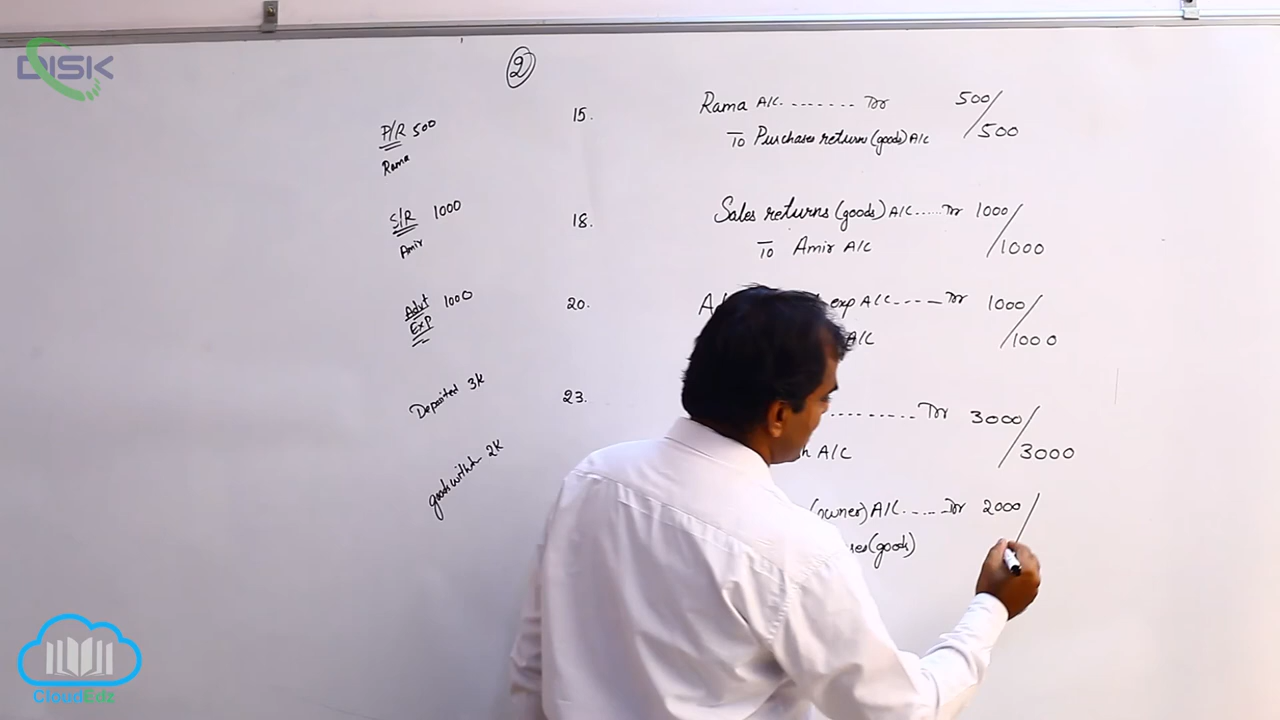 DISK
2
P/R 500
Rama
15.
Rama A/C........ Dr 500/
To Purchases return (goods) A/C /500
S/R 1000
Amir
18.
Sales returns (goods) A/C...... Dr 1000/
To Amir A/C /1000
Advt 1000
Exp
20.
exp A/C..... Dr 1000/
A/C /1000
Deposited 3k
23.
......... Dr 3000/
A/C /3000
goods withdr 2k
(owner) A/C...... Dr 2000/
(goods)
CloudEdz